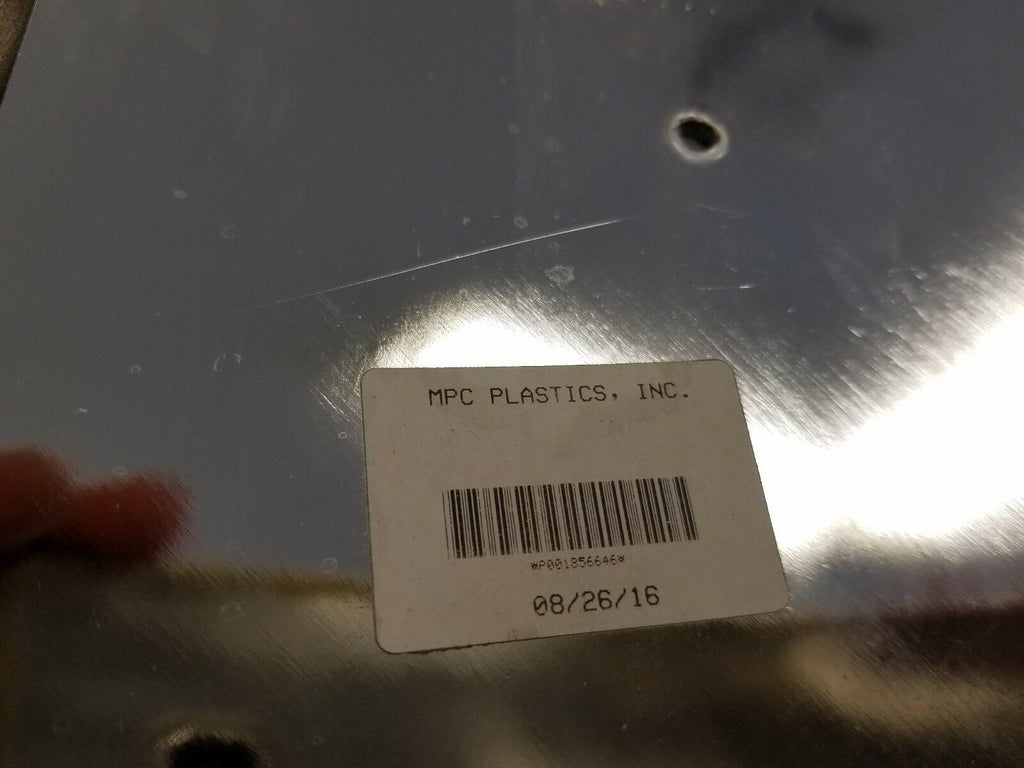 MPC PLASTICS, INC.
*P001856646*
08/26/16